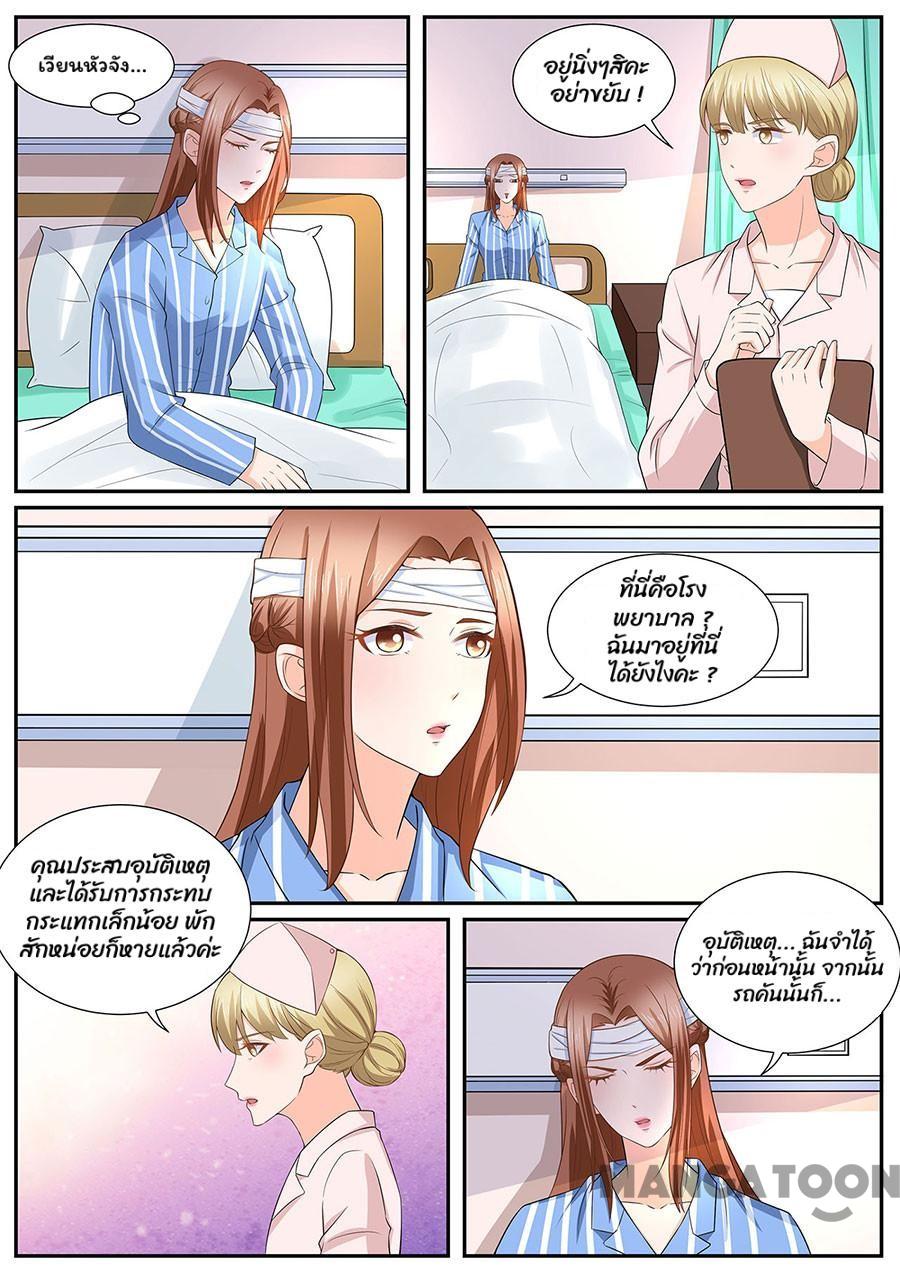 เวียนหัวจัง...
อยู่นิ่งๆสิคะ
อย่าขยับ !
ที่นี่คือโรง
พยาบาล ?
ฉันมาอยู่ที่นี่
ได้ยังไงคะ ?
คุณประสบอุบัติเหตุ
และได้รับการกระทบ
กระแทกเล็กน้อย พัก
สักหน่อยก็หายแล้วค่ะ
อุบัติเหตุ... ฉันจำได้
ว่าก่อนหน้านั้น จากนั้น
รถคันนั้นก็...
MANGATOON